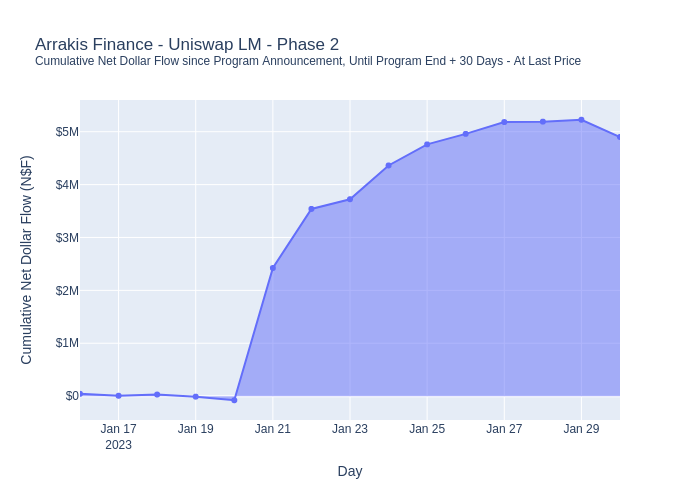 Arrakis Finance - Uniswap LM - Phase 2
Cumulative Net Dollar Flow since Program Announcement, Until Program End + 30 Days - At Last Price
Cumulative Net Dollar Flow (N$F)
$5M
$4M
$3M
$2M
$1M
$0
Jan 17 Jan 19 Jan 21 Jan 23 Jan 25 Jan 27 Jan 29
2023
Day